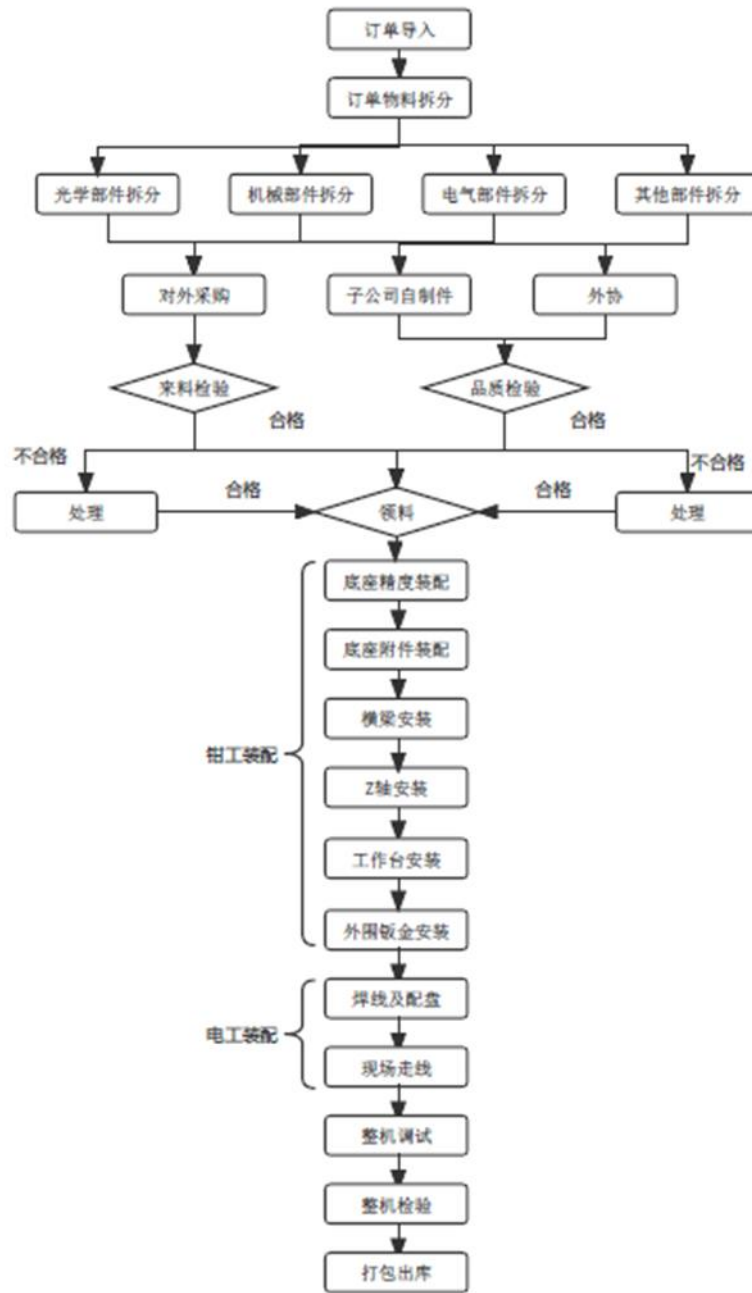 订单导入
订单物料拆分
光学部件拆分
机械部件拆分
电气部件拆分
其他部件拆分
对外采购
子公司自制件
外协
来料检验
品质检验
合格
合格
不合格
不合格
处理
合格
领料
合格
处理
底座精度装配
底座附件装配
横梁安装
钳工装配
Z轴安装
工作台安装
外围钣金安装
焊线及配盘
电工装配
现场走线
整机调试
整机检验
打包出库